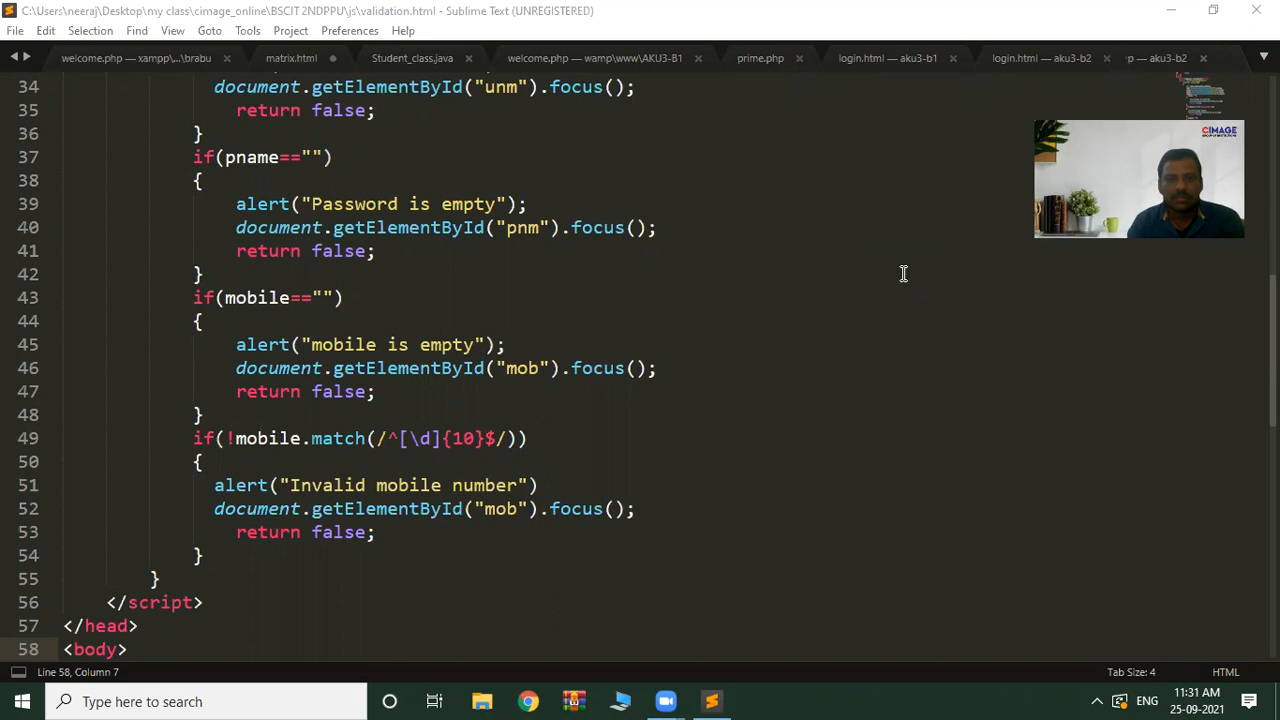 C:\Users\neeraj\Desktop\my class\cimage_online\BSCIT 2NDPPU\js\validation.html - Sublime Text (UNREGISTERED)
File Edit Selection Find View Goto Tools Project Preferences Help
welcome.php — xampp\...\brabu matrix.html Student_class.java welcome.php — wamp\www\AKU3-B1 prime.php login.html — aku3-b1 login.html — aku3-b2 p — aku3-b2
34 document.getElementById("unm").focus();
35 return false;
36 }
37 if(pname=="")
38 {
39 alert("Password is empty");
40 document.getElementById("pnm").focus();
41 return false;
42 }
43 if(mobile=="")
44 {
45 alert("mobile is empty");
46 document.getElementById("mob").focus();
47 return false;
48 }
49 if(!mobile.match(/^[\d]{10}$/))
50 {
51 alert("Invalid mobile number")
52 document.getElementById("mob").focus();
53 return false;
54 }
55 }
56 </script>
57 </head>
58 <body>
CIMAGE
Line 58, Column 7 Tab Size: 4 HTML
Type here to search
ENG
11:31 AM
25-09-2021